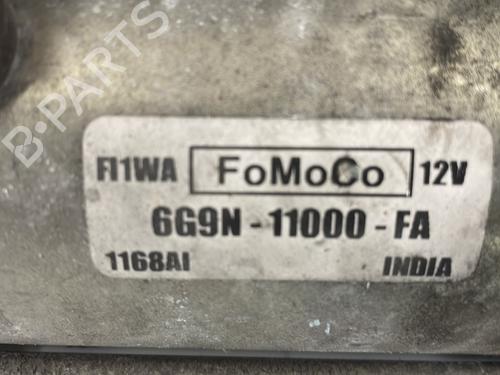 B-PARTS
FI1WA FoMoCo 12V
6G9N - 11000 - FA
1168AI INDIA